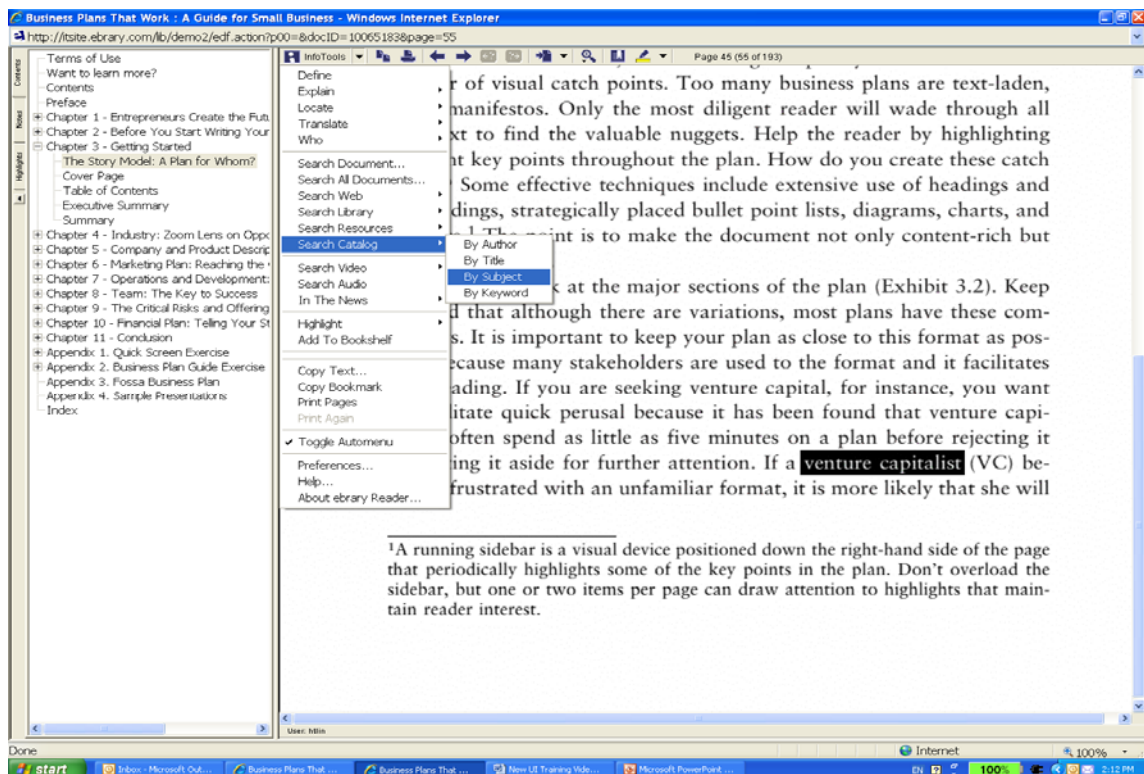 Business Plans That Work : A Guide for Small Business - Windows Internet Explorer
http://itsite.ebrary.com/lib/demo2/edf.action?p00=&docID=10065183&page=55
Contents
Notes
Highlights
Terms of Use
Want to learn more?
Contents
Preface
Chapter 1 - Entrepreneurs Create the Futu
Chapter 2 - Before You Start Writing Your
Chapter 3 - Getting Started
The Story Model: A Plan for Whom?
Cover Page
Table of Contents
Executive Summary
Summary
Chapter 4 - Industry: Zoom Lens on Oppo
Chapter 5 - Company and Product Descrip
Chapter 6 - Marketing Plan: Reaching the
Chapter 7 - Operations and Development:
Chapter 8 - Team: The Key to Success
Chapter 9 - The Critical Risks and Offering
Chapter 10 - Financial Plan: Telling Your St
Chapter 11 - Conclusion
Appendix 1. Quick Screen Exercise
Appendix 2. Business Plan Guide Exercise
Appendix 3. Fossa Business Plan
Appendix 4. Sample Presentations
Index
InfoTools
Page 45 (55 of 193)
Define
Explain
Locate
Translate
Who
Search Document...
Search All Documents...
Search Web
Search Library
Search Resources
Search Catalog
Search Video
Search Audio
In The News
Highlight
Add To Bookshelf
Copy Text...
Copy Bookmark
Print Pages
Print Again
Toggle Automenu
Preferences...
Help...
About ebrary Reader...
By Author
By Title
By Subject
By Keyword
r of visual catch points. Too many business plans are text-laden,
manifestos. Only the most diligent reader will wade through all
xt to find the valuable nuggets. Help the reader by highlighting
nt key points throughout the plan. How do you create these catch
Some effective techniques include extensive use of headings and
dings, strategically placed bullet point lists, diagrams, charts, and
The point is to make the document not only content-rich but
k at the major sections of the plan (Exhibit 3.2). Keep
d that although there are variations, most plans have these com-
s. It is important to keep your plan as close to this format as pos-
ecause many stakeholders are used to the format and it facilitates
ading. If you are seeking venture capital, for instance, you want
litate quick perusal because it has been found that venture capi-
often spend as little as five minutes on a plan before rejecting it
ing it aside for further attention. If a venture capitalist (VC) be-
frustrated with an unfamiliar format, it is more likely that she will
1A running sidebar is a visual device positioned down the right-hand side of the page
that periodically highlights some of the key points in the plan. Don't overload the
sidebar, but one or two items per page can draw attention to highlights that main-
tain reader interest.
User: htlin
Done
Internet
100%
start
Inbox - Microsoft Out...
Business Plans That ...
Business Plans That ...
New UI Training Vide...
Microsoft PowerPoint ...
EN
100%
2:12 PM